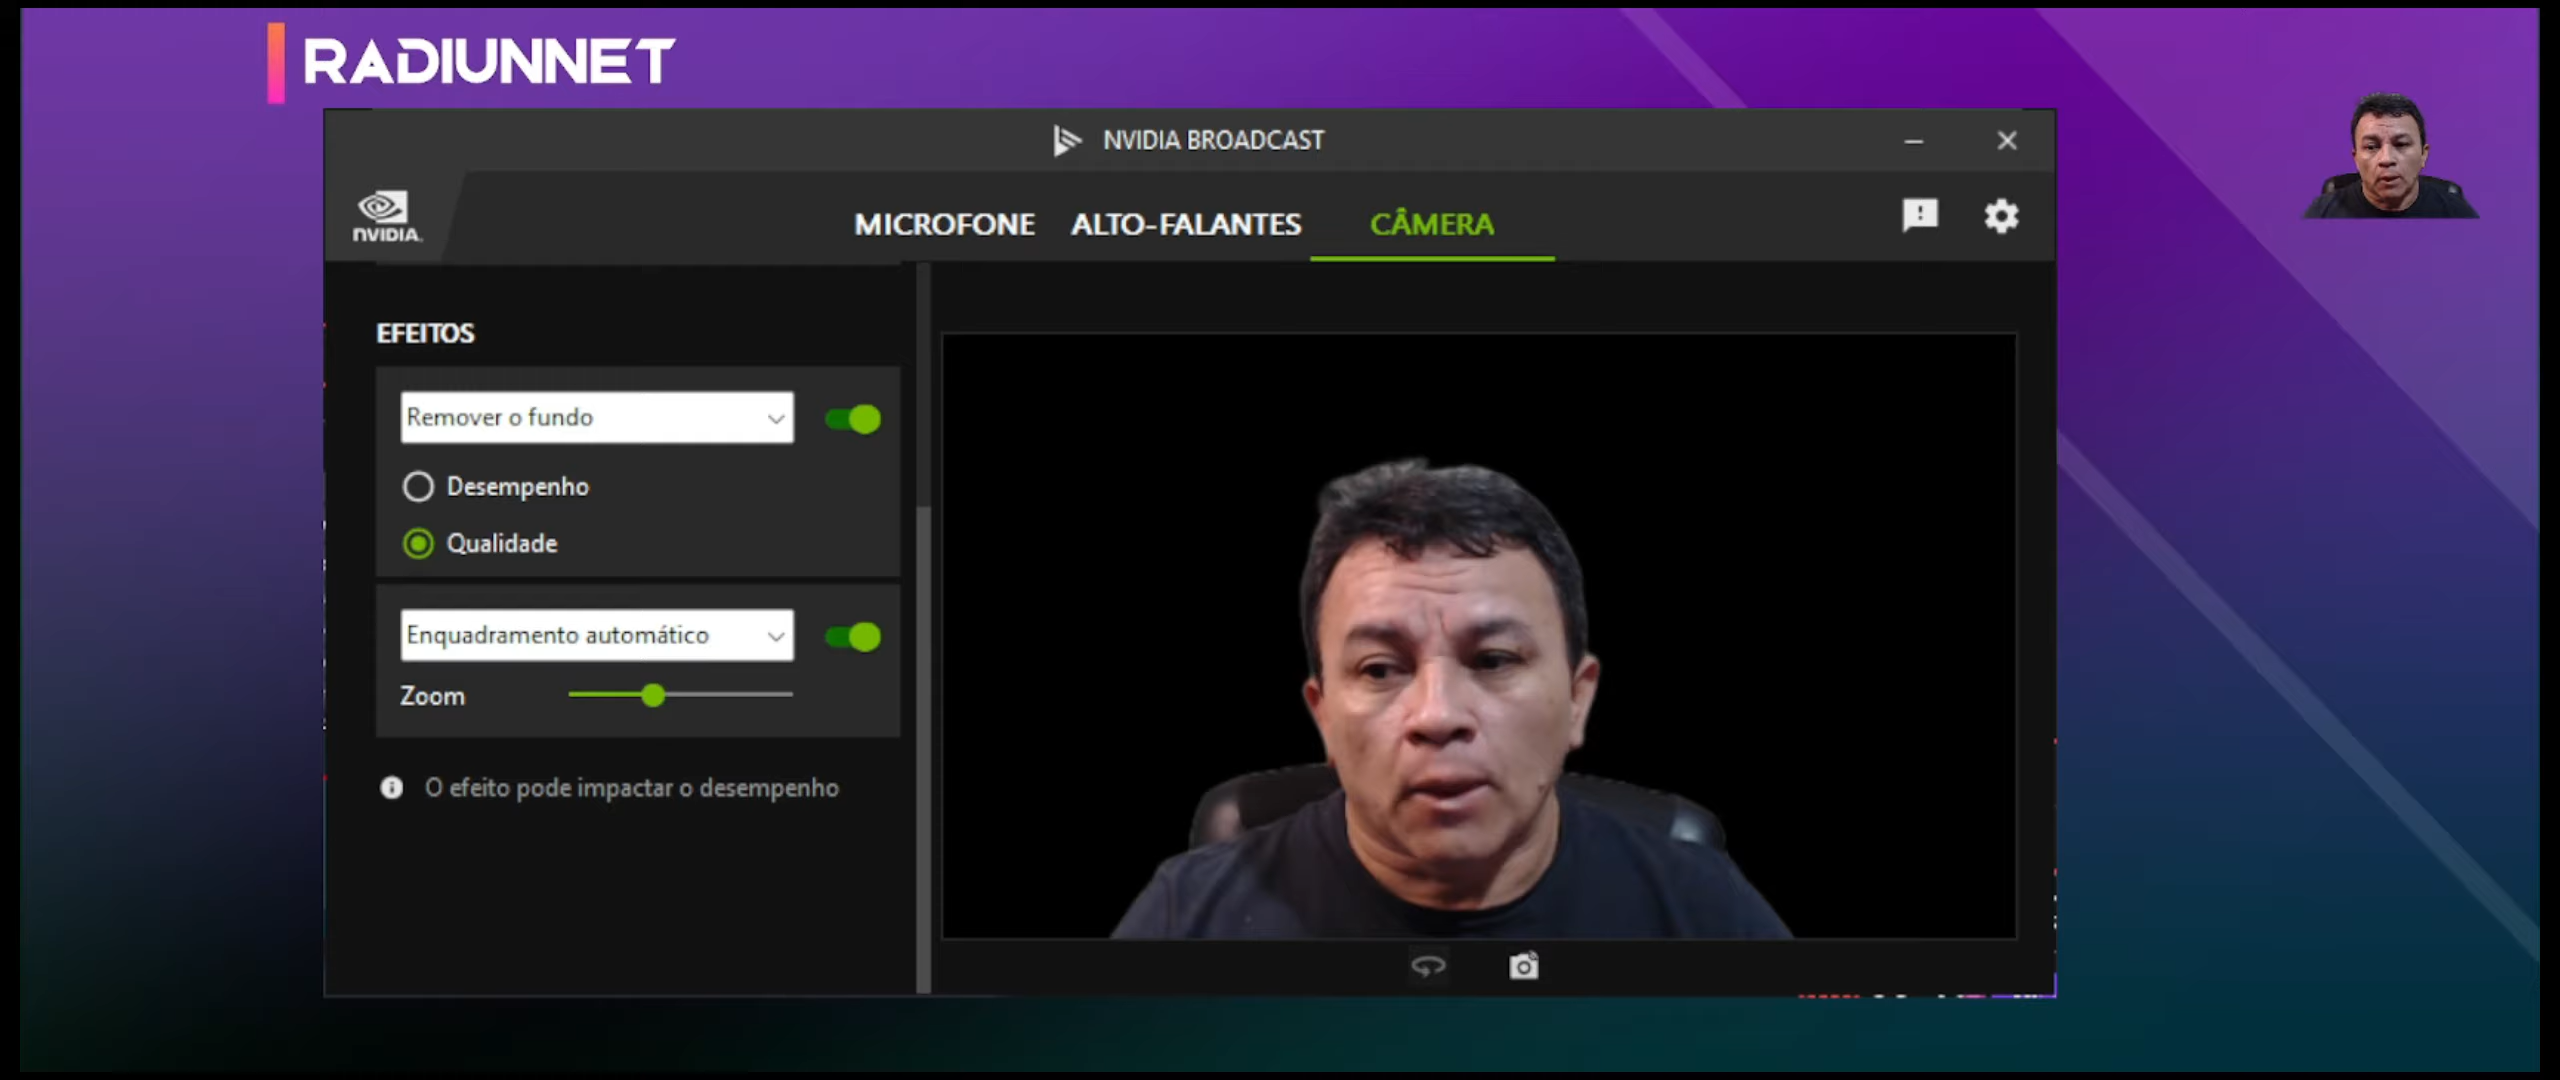 RADIUNNET
NVIDIA BROADCAST
NVIDIA.
MICROFONE ALTO-FALANTES CÂMERA
EFEITOS
Remover o fundo
Desempenho
Qualidade
Enquadramento automático
Zoom
O efeito pode impactar o desempenho